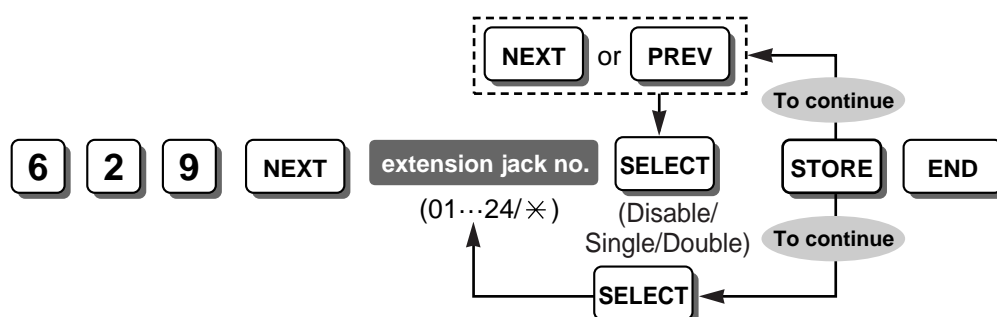 NEXT or PREV
To continue
6 2 9 NEXT extension jack no. SELECT STORE END
(01···24/✳)
(Disable/
Single/Double)
To continue
SELECT